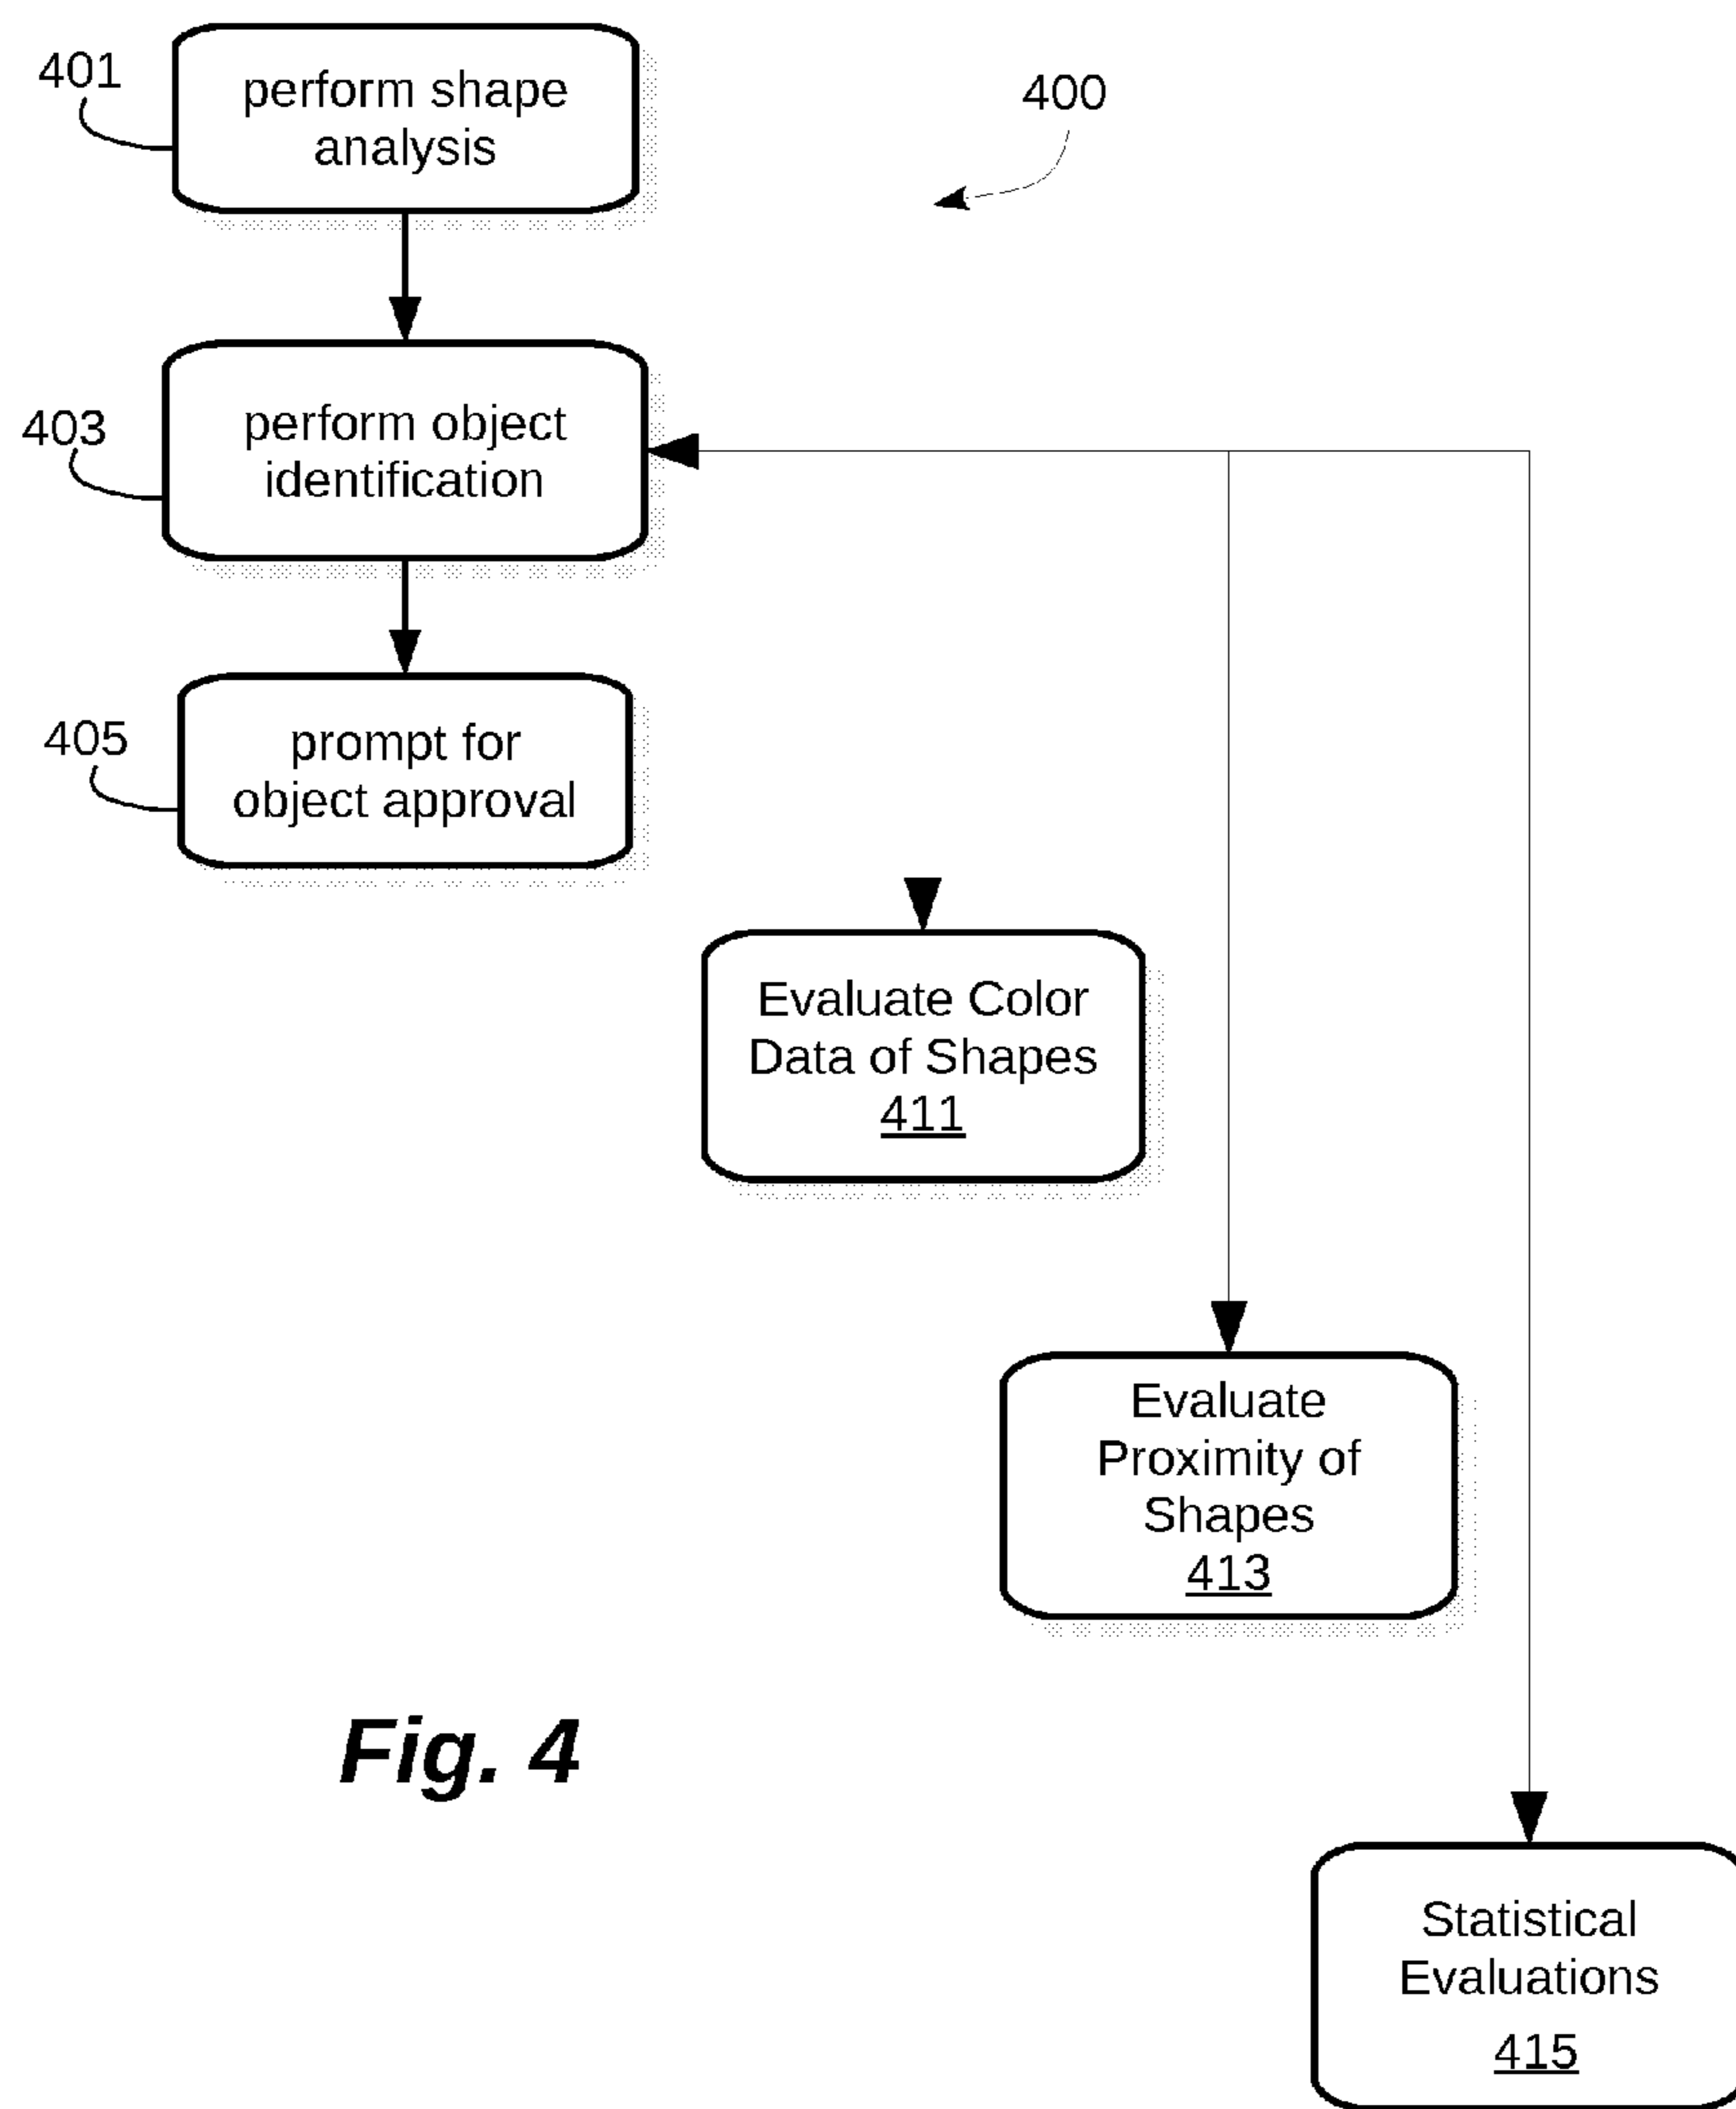 401
perform shape
analysis
400
403
perform object
identification
405
prompt for
object approval
Evaluate Color
Data of Shapes
411
Evaluate
Proximity of
Shapes
413
Fig. 4
Statistical
Evaluations
415